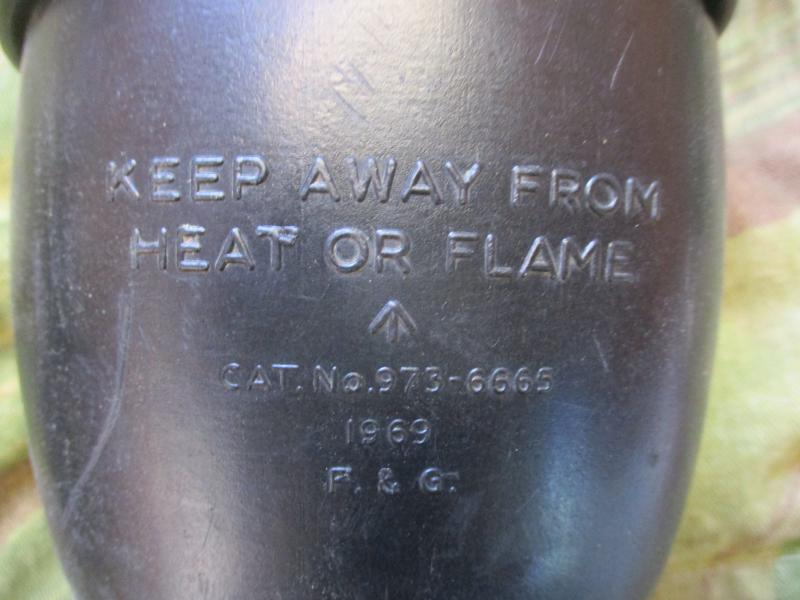 KEEP AWAY FROM
HEAT OR FLAME
CAT. No. 973-6665
1969
F. & G.